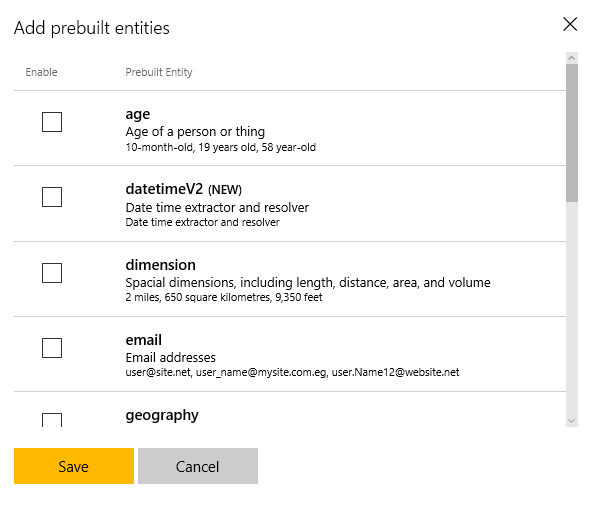 Add prebuilt entities
Enable Prebuilt Entity
age
Age of a person or thing
10-month-old, 19 years old, 58 year-old
datetimeV2 (NEW)
Date time extractor and resolver
Date time extractor and resolver
dimension
Spacial dimensions, including length, distance, area, and volume
2 miles, 650 square kilometres, 9,350 feet
email
Email addresses
user@site.net, user_name@mysite.com.eg, user.Name12@website.net
geography
Save Cancel